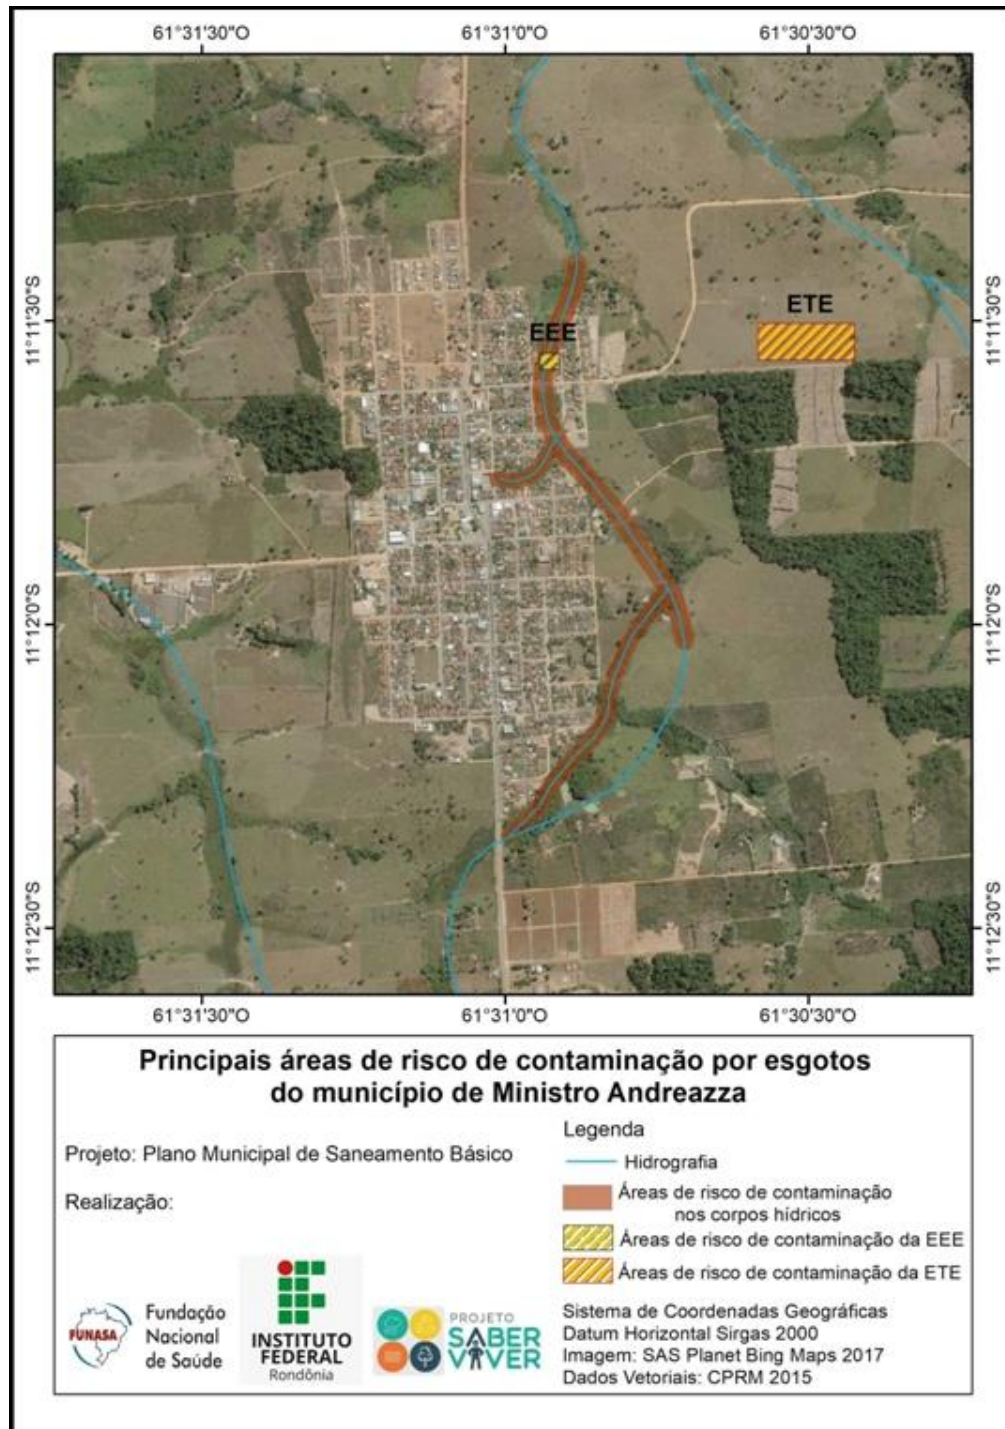 61°31'30"O 61°31'0"O 61°30'30"O
11°11'30"S 11°11'30"S
ETE
EEE
11°12'0"S 11°12'0"S
11°12'30"S 11°12'30"S
61°31'30"O 61°31'0"O 61°30'30"O
Principais áreas de risco de contaminação por esgotos
do município de Ministro Andreazza
Projeto: Plano Municipal de Saneamento Básico
Realização:
FUNASA
Fundação
Nacional
de Saúde
INSTITUTO
FEDERAL
Rondônia
PROJETO
SABER
VIVER
Legenda
Hidrografia
Áreas de risco de contaminação
nos corpos hídricos
Áreas de risco de contaminação da EEE
Áreas de risco de contaminação da ETE
Sistema de Coordenadas Geográficas
Datum Horizontal Sirgas 2000
Imagem: SAS Planet Bing Maps 2017
Dados Vetoriais: CPRM 2015